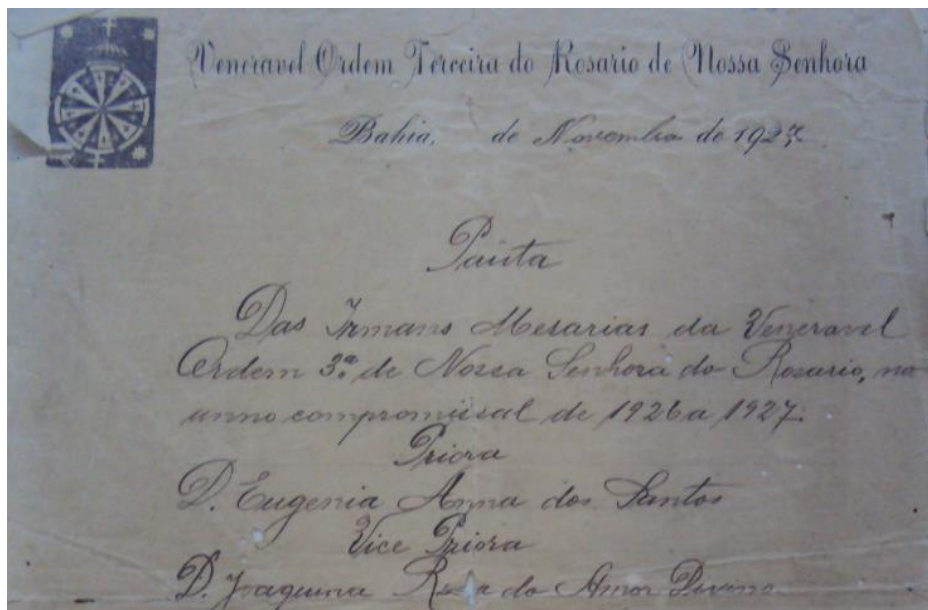 Veneravel Ordem Terceira do Rosario de Nossa Senhora
Bahia, de Novembro de 1927
Pauta
Das Irmans Mesarias da Veneravel
Ordem 3ª de Nossa Senhora do Rosario, no
anno compromissal de 1926 a 1927.
Priora
D. Eugenia Anna dos Santos
Vice Priora
D. Joaquina Rosa do Amor Divino